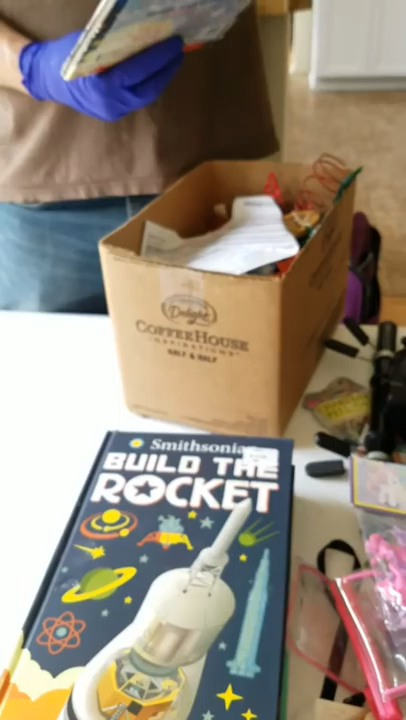 Delight
COFFEEHOUSE
INSPIRATIONS
HALF & HALF
Smithsonian
BUILD THE
ROCKET